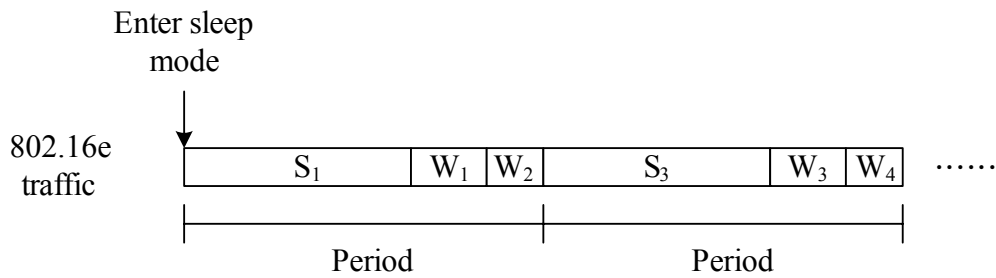 Enter sleep
mode
802.16e
traffic
S₁ W₁ W₂ S₃ W₃ W₄ ……
Period Period